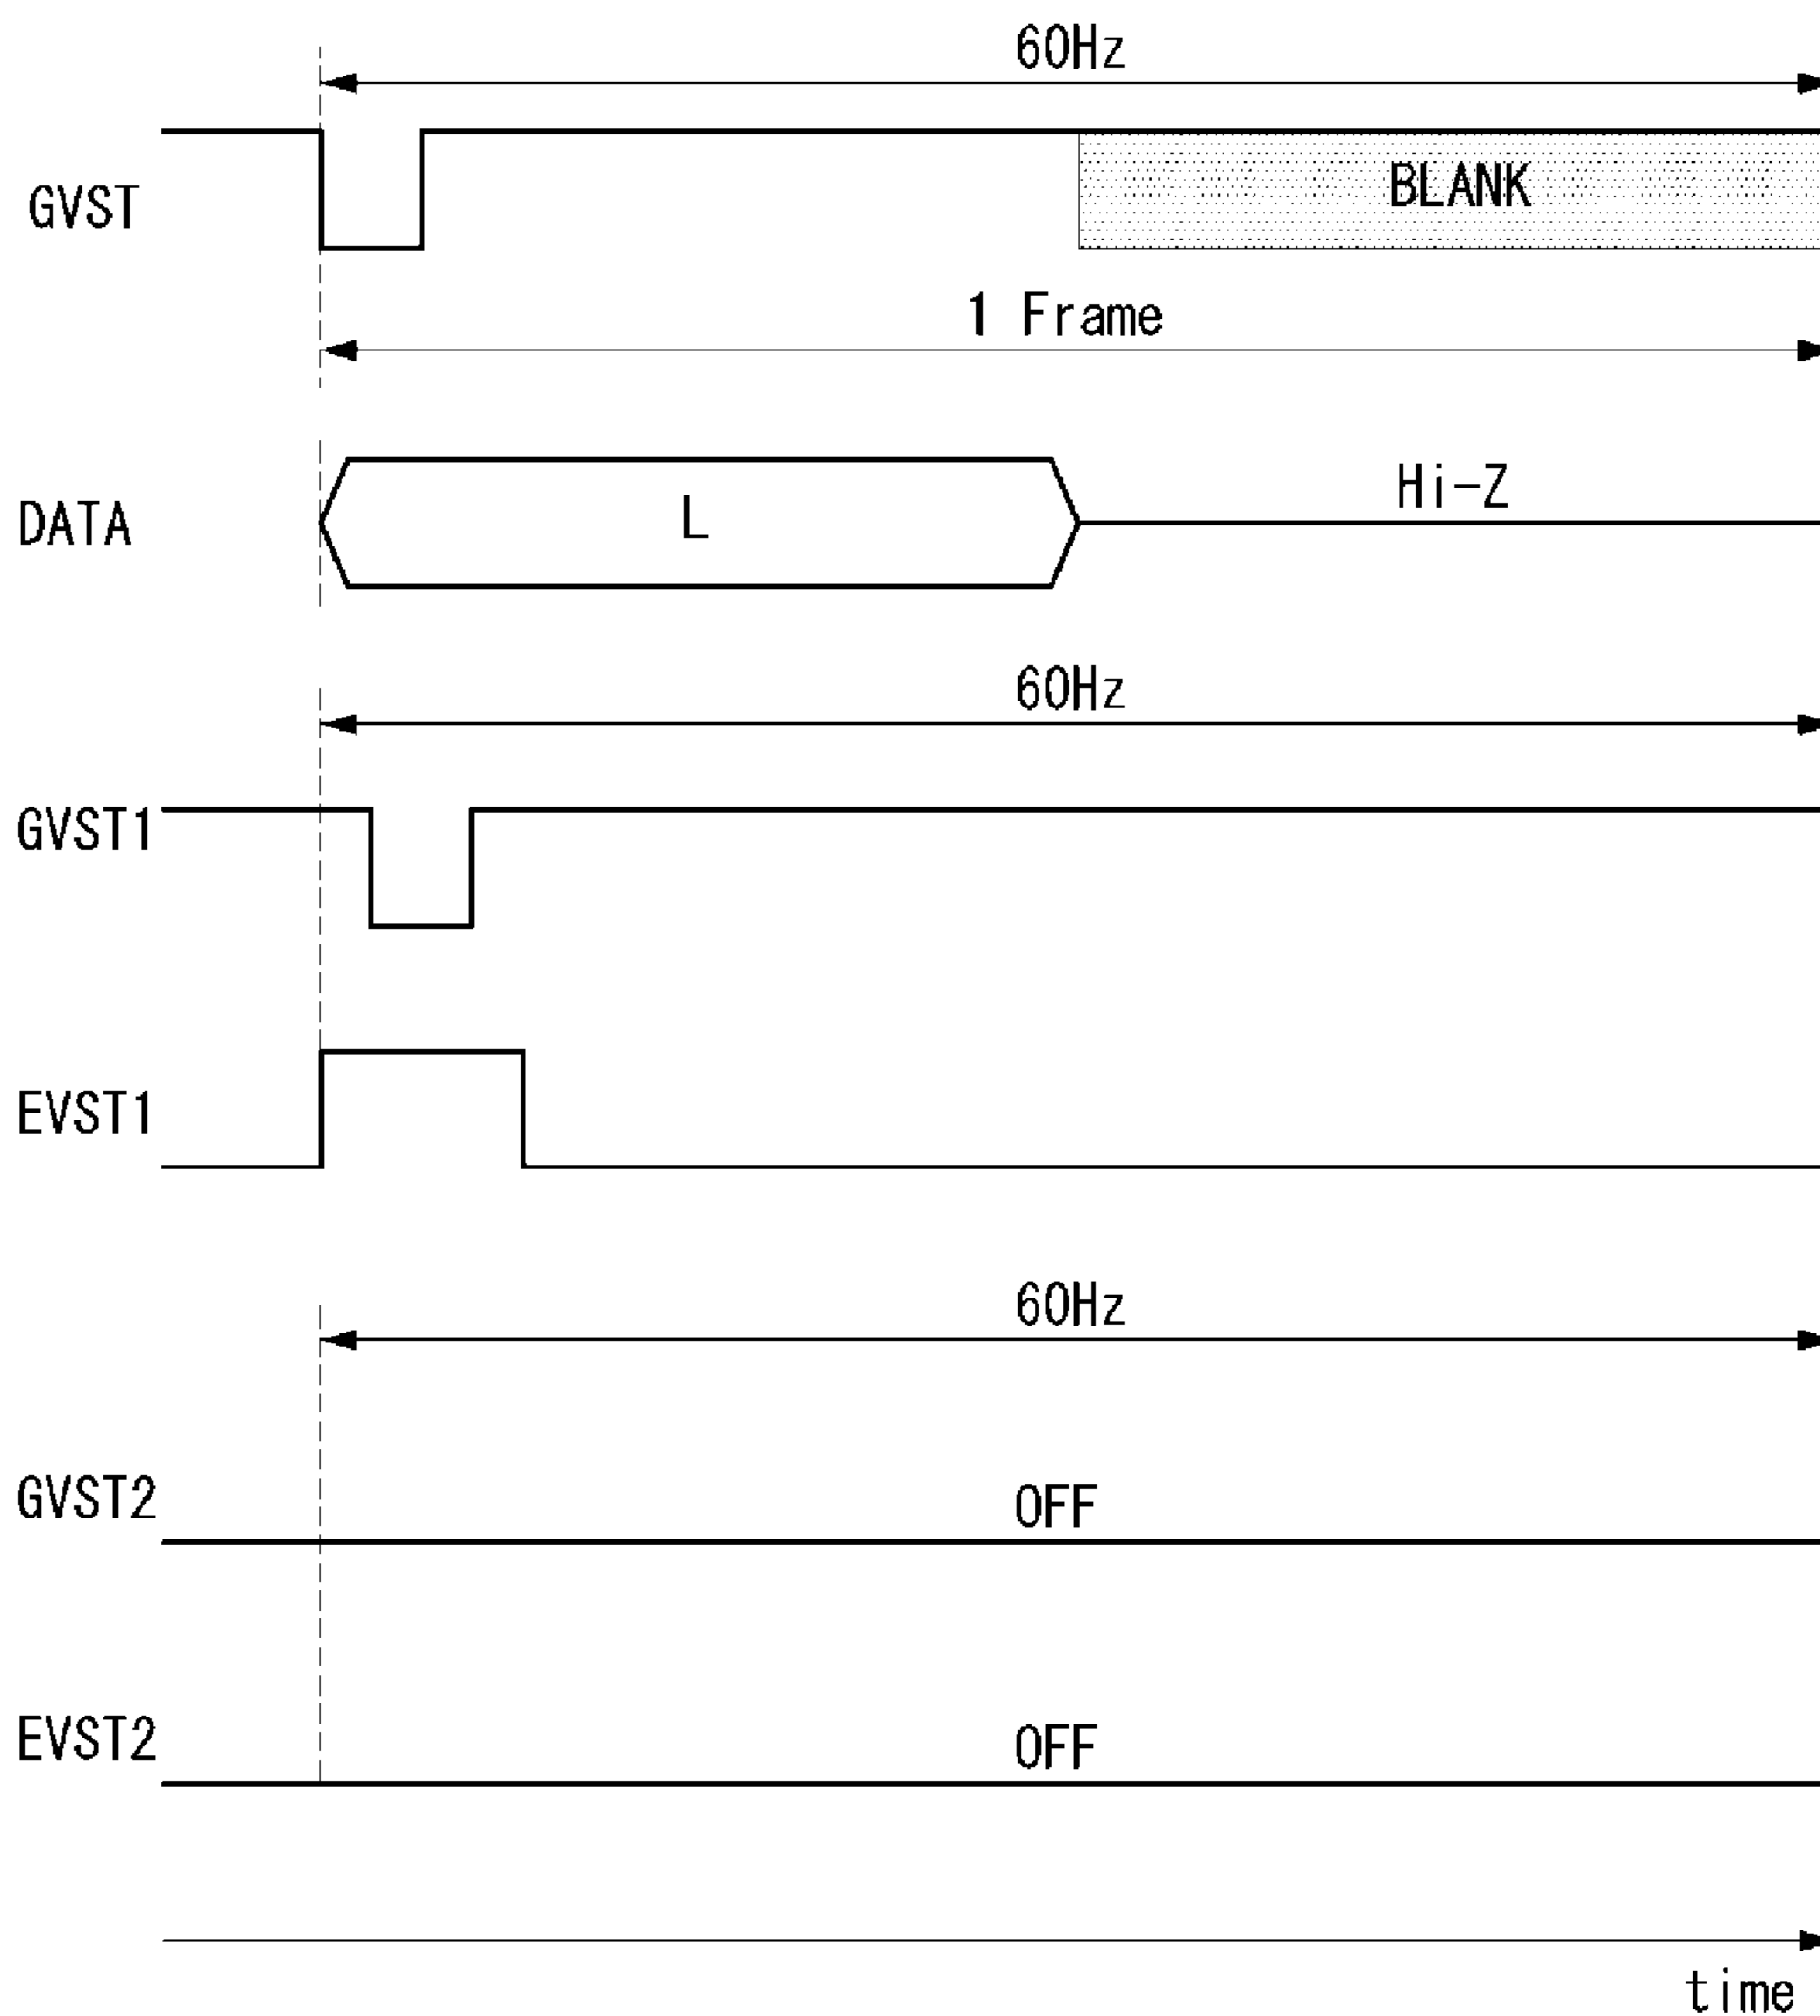 60Hz
GVST
BLANK
1 Frame
DATA
L
Hi-Z
60Hz
GVST1
EVST1
60Hz
GVST2
OFF
EVST2
OFF
time